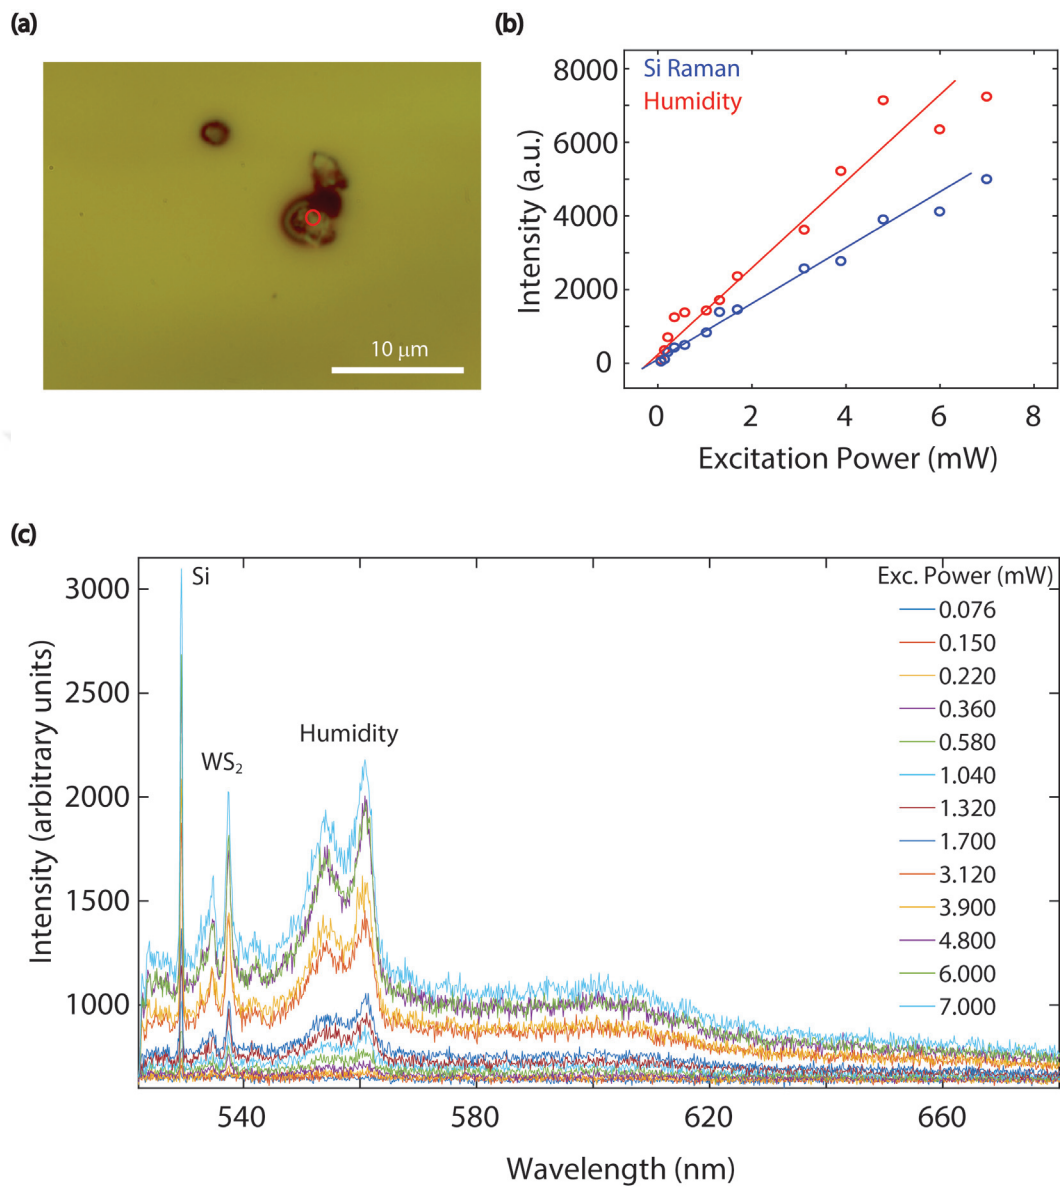 (a)
10 μm
(b)
Si Raman
Humidity
8000
6000
4000
2000
0
Intensity (a.u.)
0 2 4 6 8
Excitation Power (mW)
(c)
Si
WS₂
Humidity
Exc. Power (mW)
0.076
0.150
0.220
0.360
0.580
1.040
1.320
1.700
3.120
3.900
4.800
6.000
7.000
3000
2500
2000
1500
1000
Intensity (arbitrary units)
540 580 620 660
Wavelength (nm)